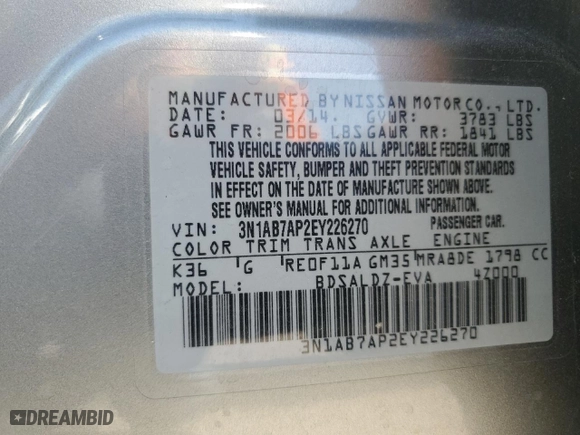 MANUFACTURED BY NISSAN MOTOR CO., LTD.
DATE: 03/14. GVWR: 3783 LBS
GAWR FR: 2006 LBS GAWR RR: 1841 LBS
THIS VEHICLE CONFORMS TO ALL APPLICABLE FEDERAL MOTOR
VEHICLE SAFETY, BUMPER AND THEFT PREVENTION STANDARDS
IN EFFECT ON THE DATE OF MANUFACTURE SHOWN ABOVE.
SEE OWNER'S MANUAL FOR ADDITIONAL INFORMATION
VIN: 3N1AB7AP2EY226270 PASSENGER CAR.
COLOR TRIM TRANS AXLE ENGINE
K36 G RE0F11A GM35 MRA8DE 1798 CC
MODEL: BDSALDZ-EVA 4Z000
3N1AB7AP2EY226270
DREAMBID